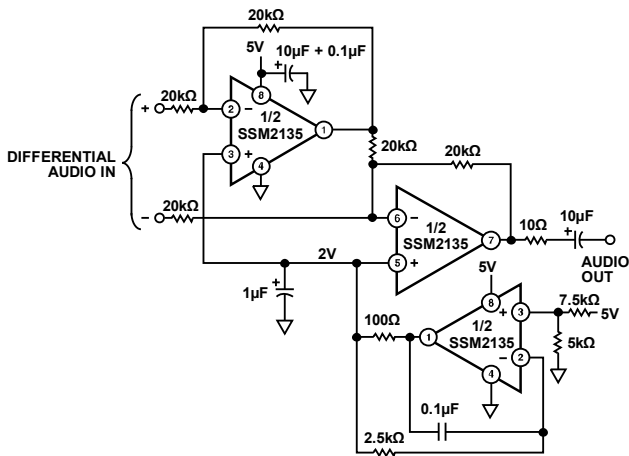 20kΩ
5V
10µF + 0.1µF
+
20kΩ
+
8
2
−
1/2
SSM2135
1
3
+
4
20kΩ
20kΩ
DIFFERENTIAL
AUDIO IN
−
20kΩ
6
−
1/2
SSM2135
7
5
+
10Ω
10µF
+
AUDIO
OUT
2V
1µF
+
5V
8
7.5kΩ
5V
+
3
100Ω
1
1/2
SSM2135
−
2
5kΩ
4
0.1µF
2.5kΩ